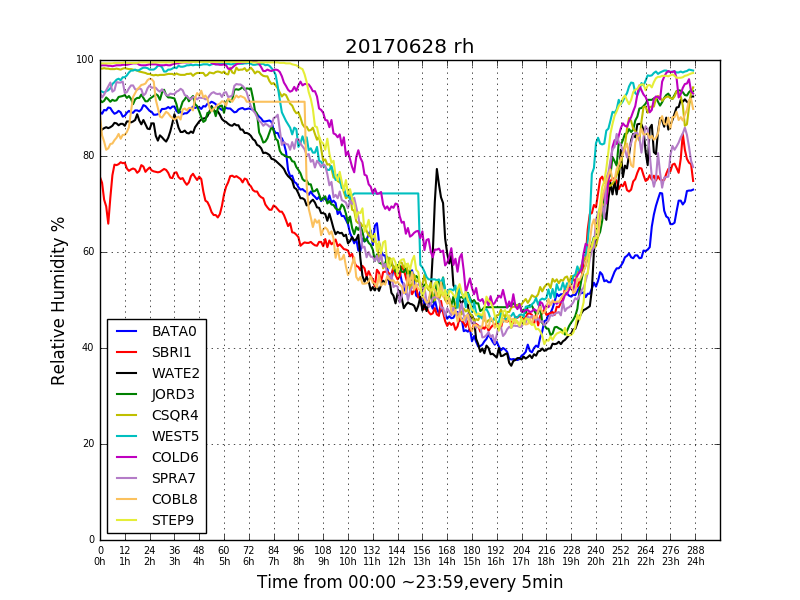 20170628 rh
Relative Humidity %
100
80
60
40
20
0
BATA0
SBRI1
WATE2
JORD3
CSQR4
WEST5
COLD6
SPRA7
COBL8
STEP9
0 12 24 36 48 60 72 84 96 108 120 132 144 156 168 180 192 204 216 228 240 252 264 276 288
0h 1h 2h 3h 4h 5h 6h 7h 8h 9h 10h 11h 12h 13h 14h 15h 16h 17h 18h 19h 20h 21h 22h 23h 24h
Time from 00:00 ~23:59,every 5min